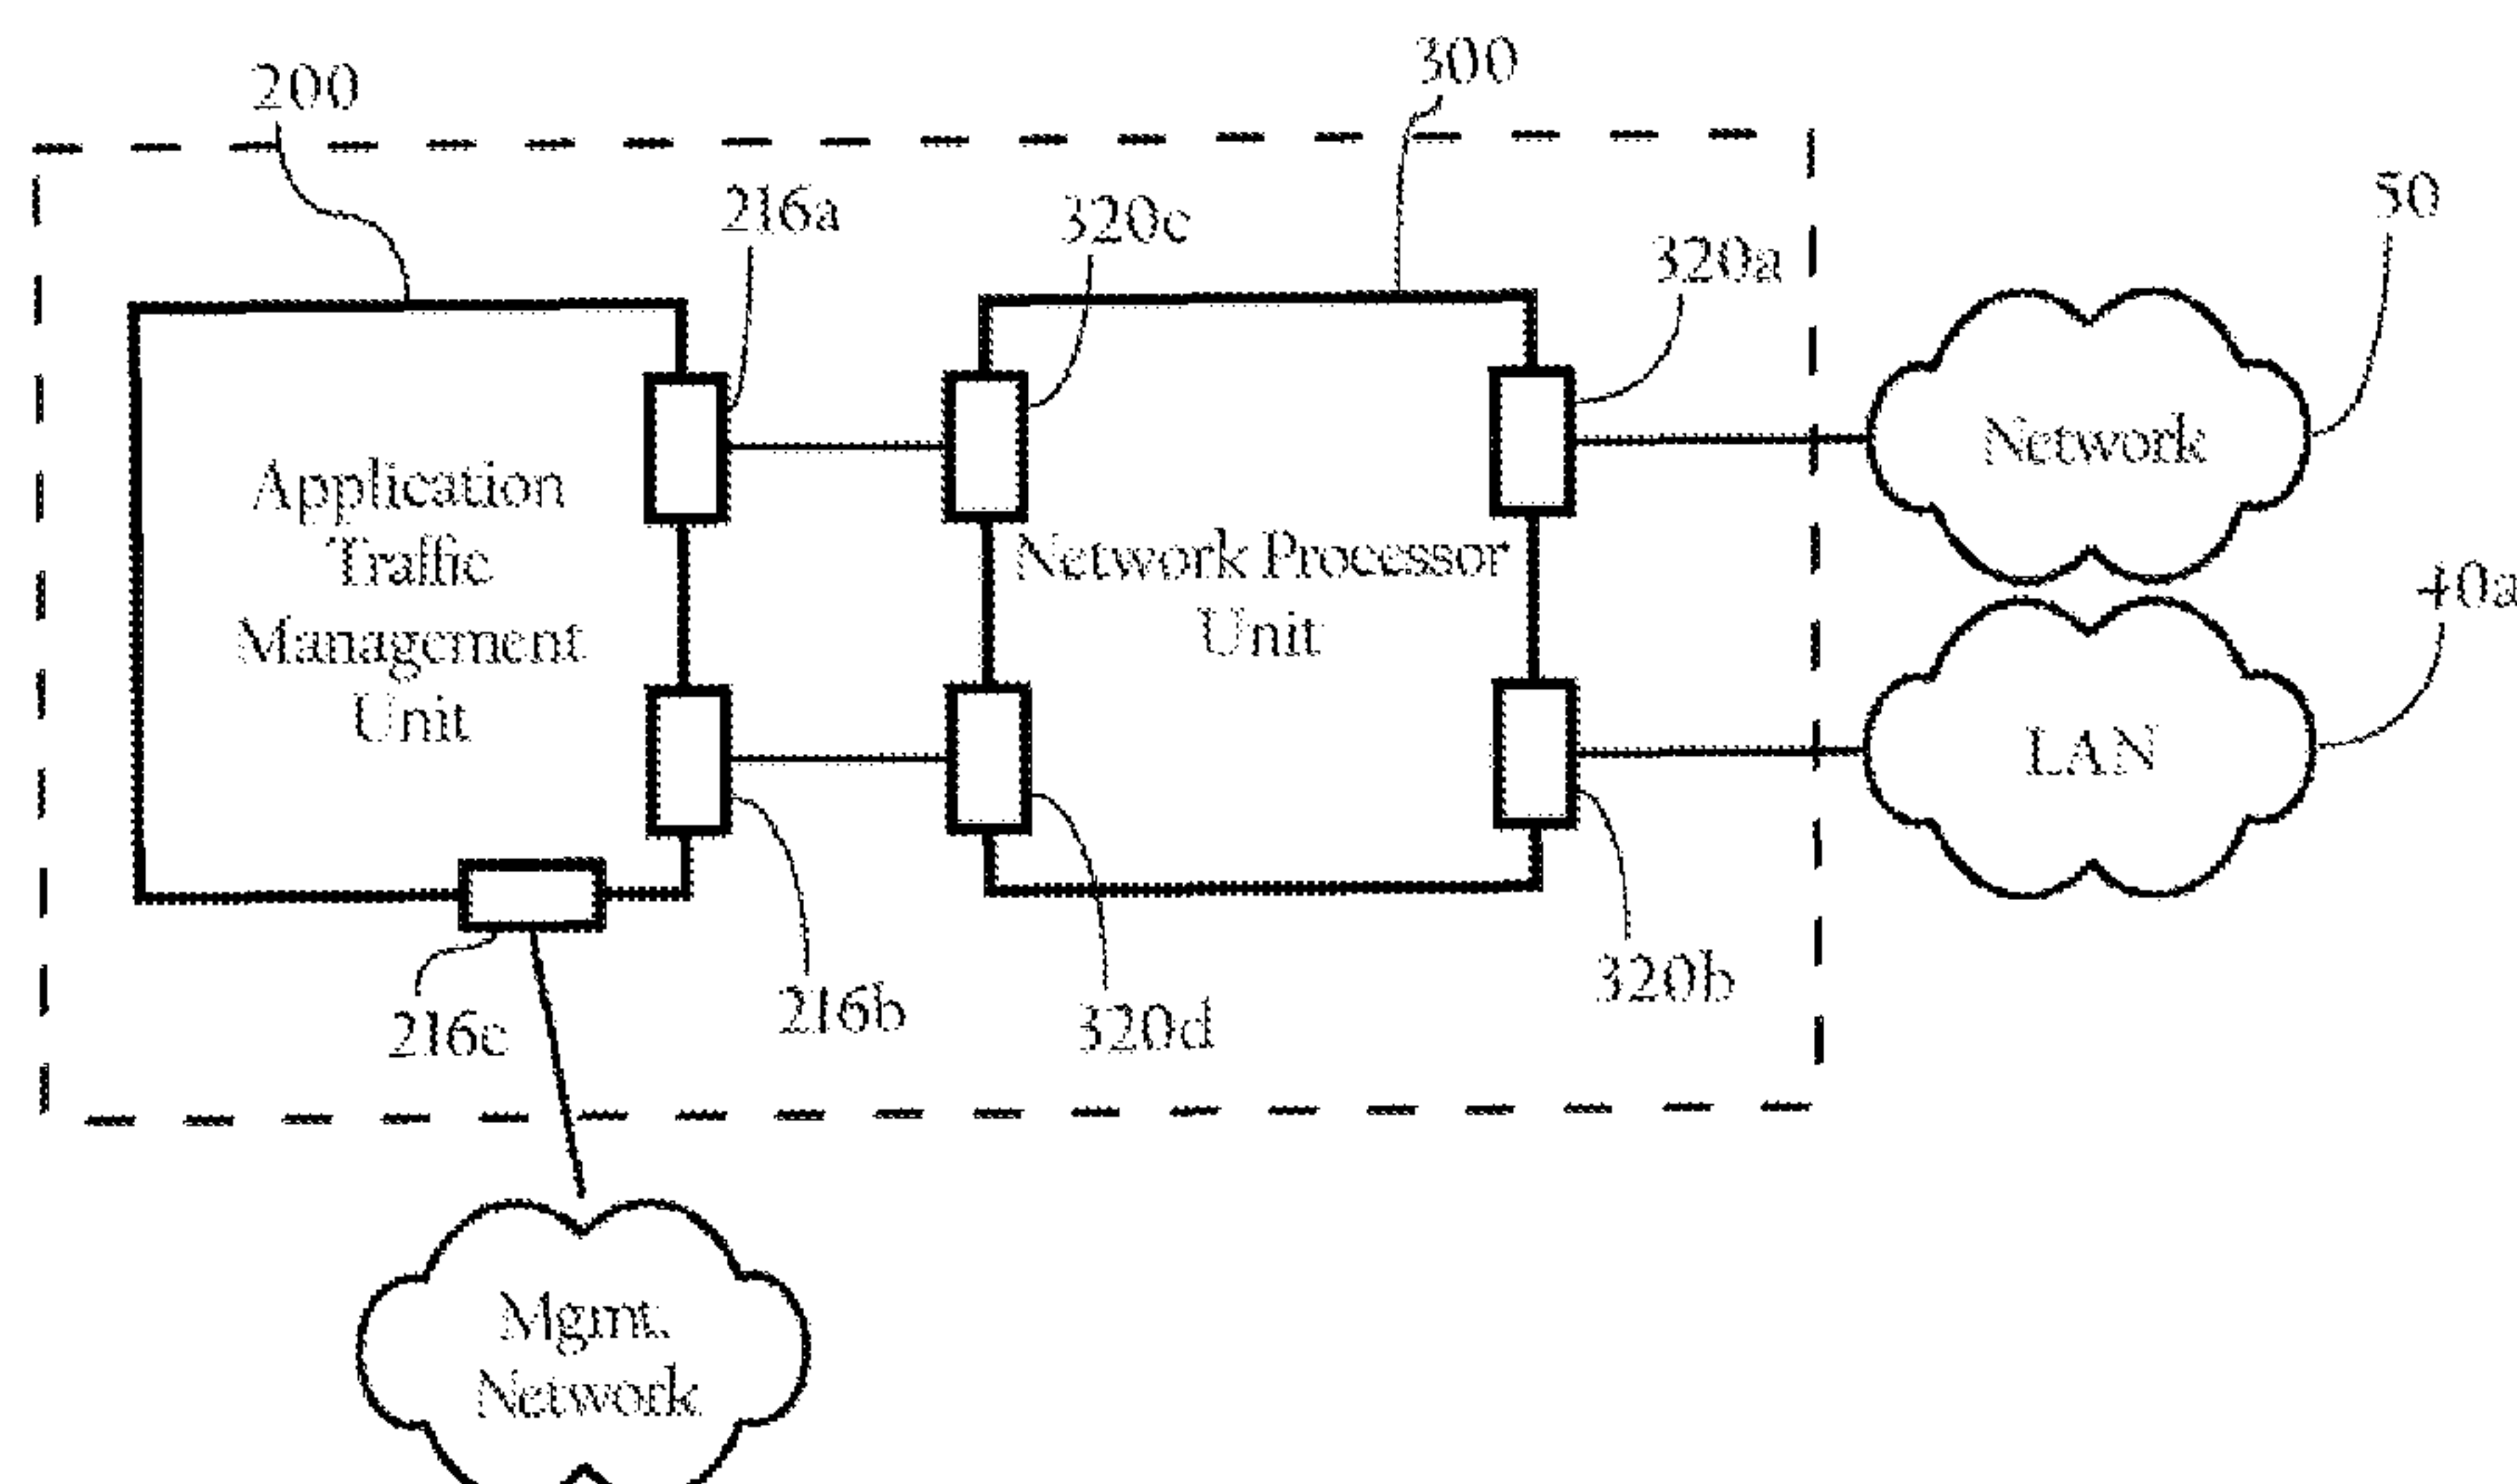 200
300
216a
320c
320a
50
Application
Traffic
Management
Unit
Network Processor
Unit
Network
40a
LAN
216c
216b
320d
320b
Mgmt.
Network